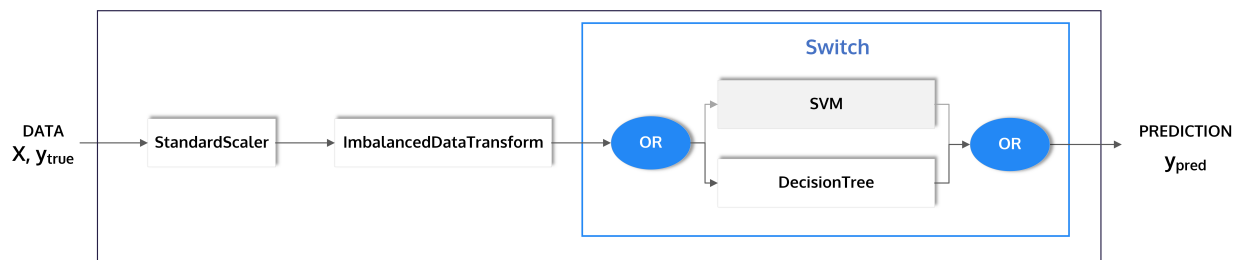 DATA
X, ytrue
StandardScaler
ImbalancedDataTransform
Switch
OR
SVM
DecisionTree
OR
PREDICTION
ypred